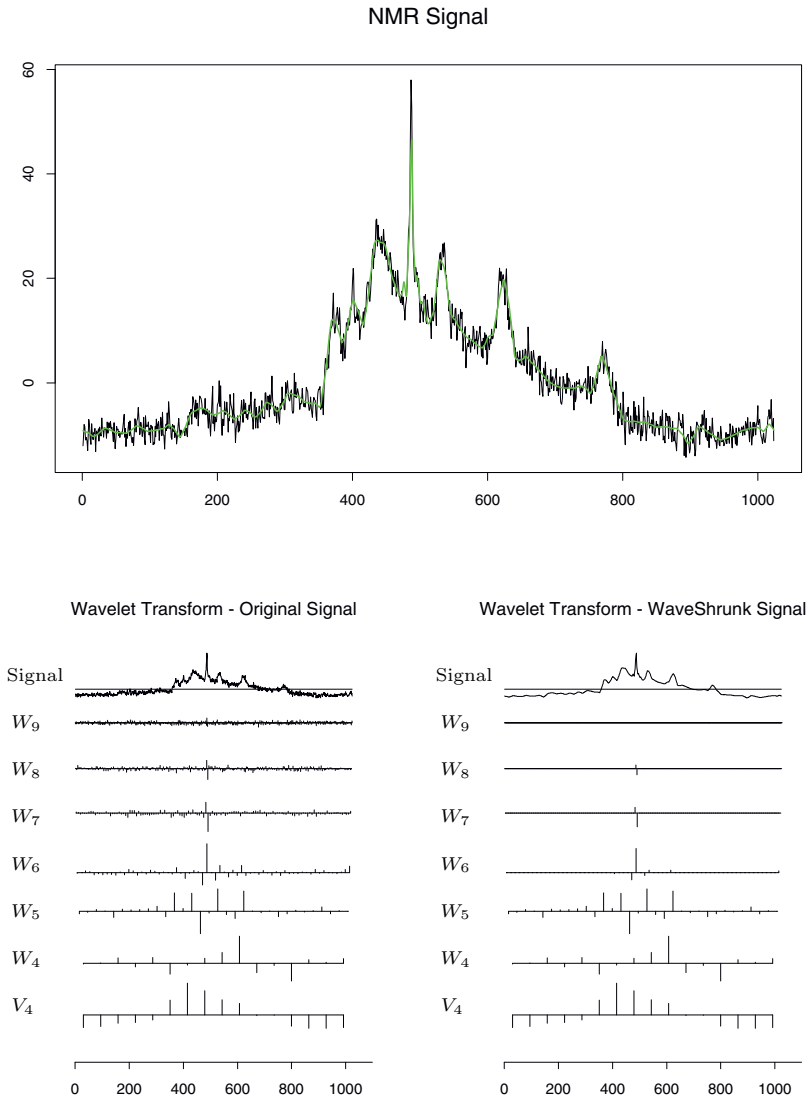 NMR Signal
60
40
20
0
0 200 400 600 800 1000
Wavelet Transform - Original Signal
Wavelet Transform - WaveShrunk Signal
Signal
W9
W8
W7
W6
W5
W4
V4
0 200 400 600 800 1000
Signal
W9
W8
W7
W6
W5
W4
V4
0 200 400 600 800 1000